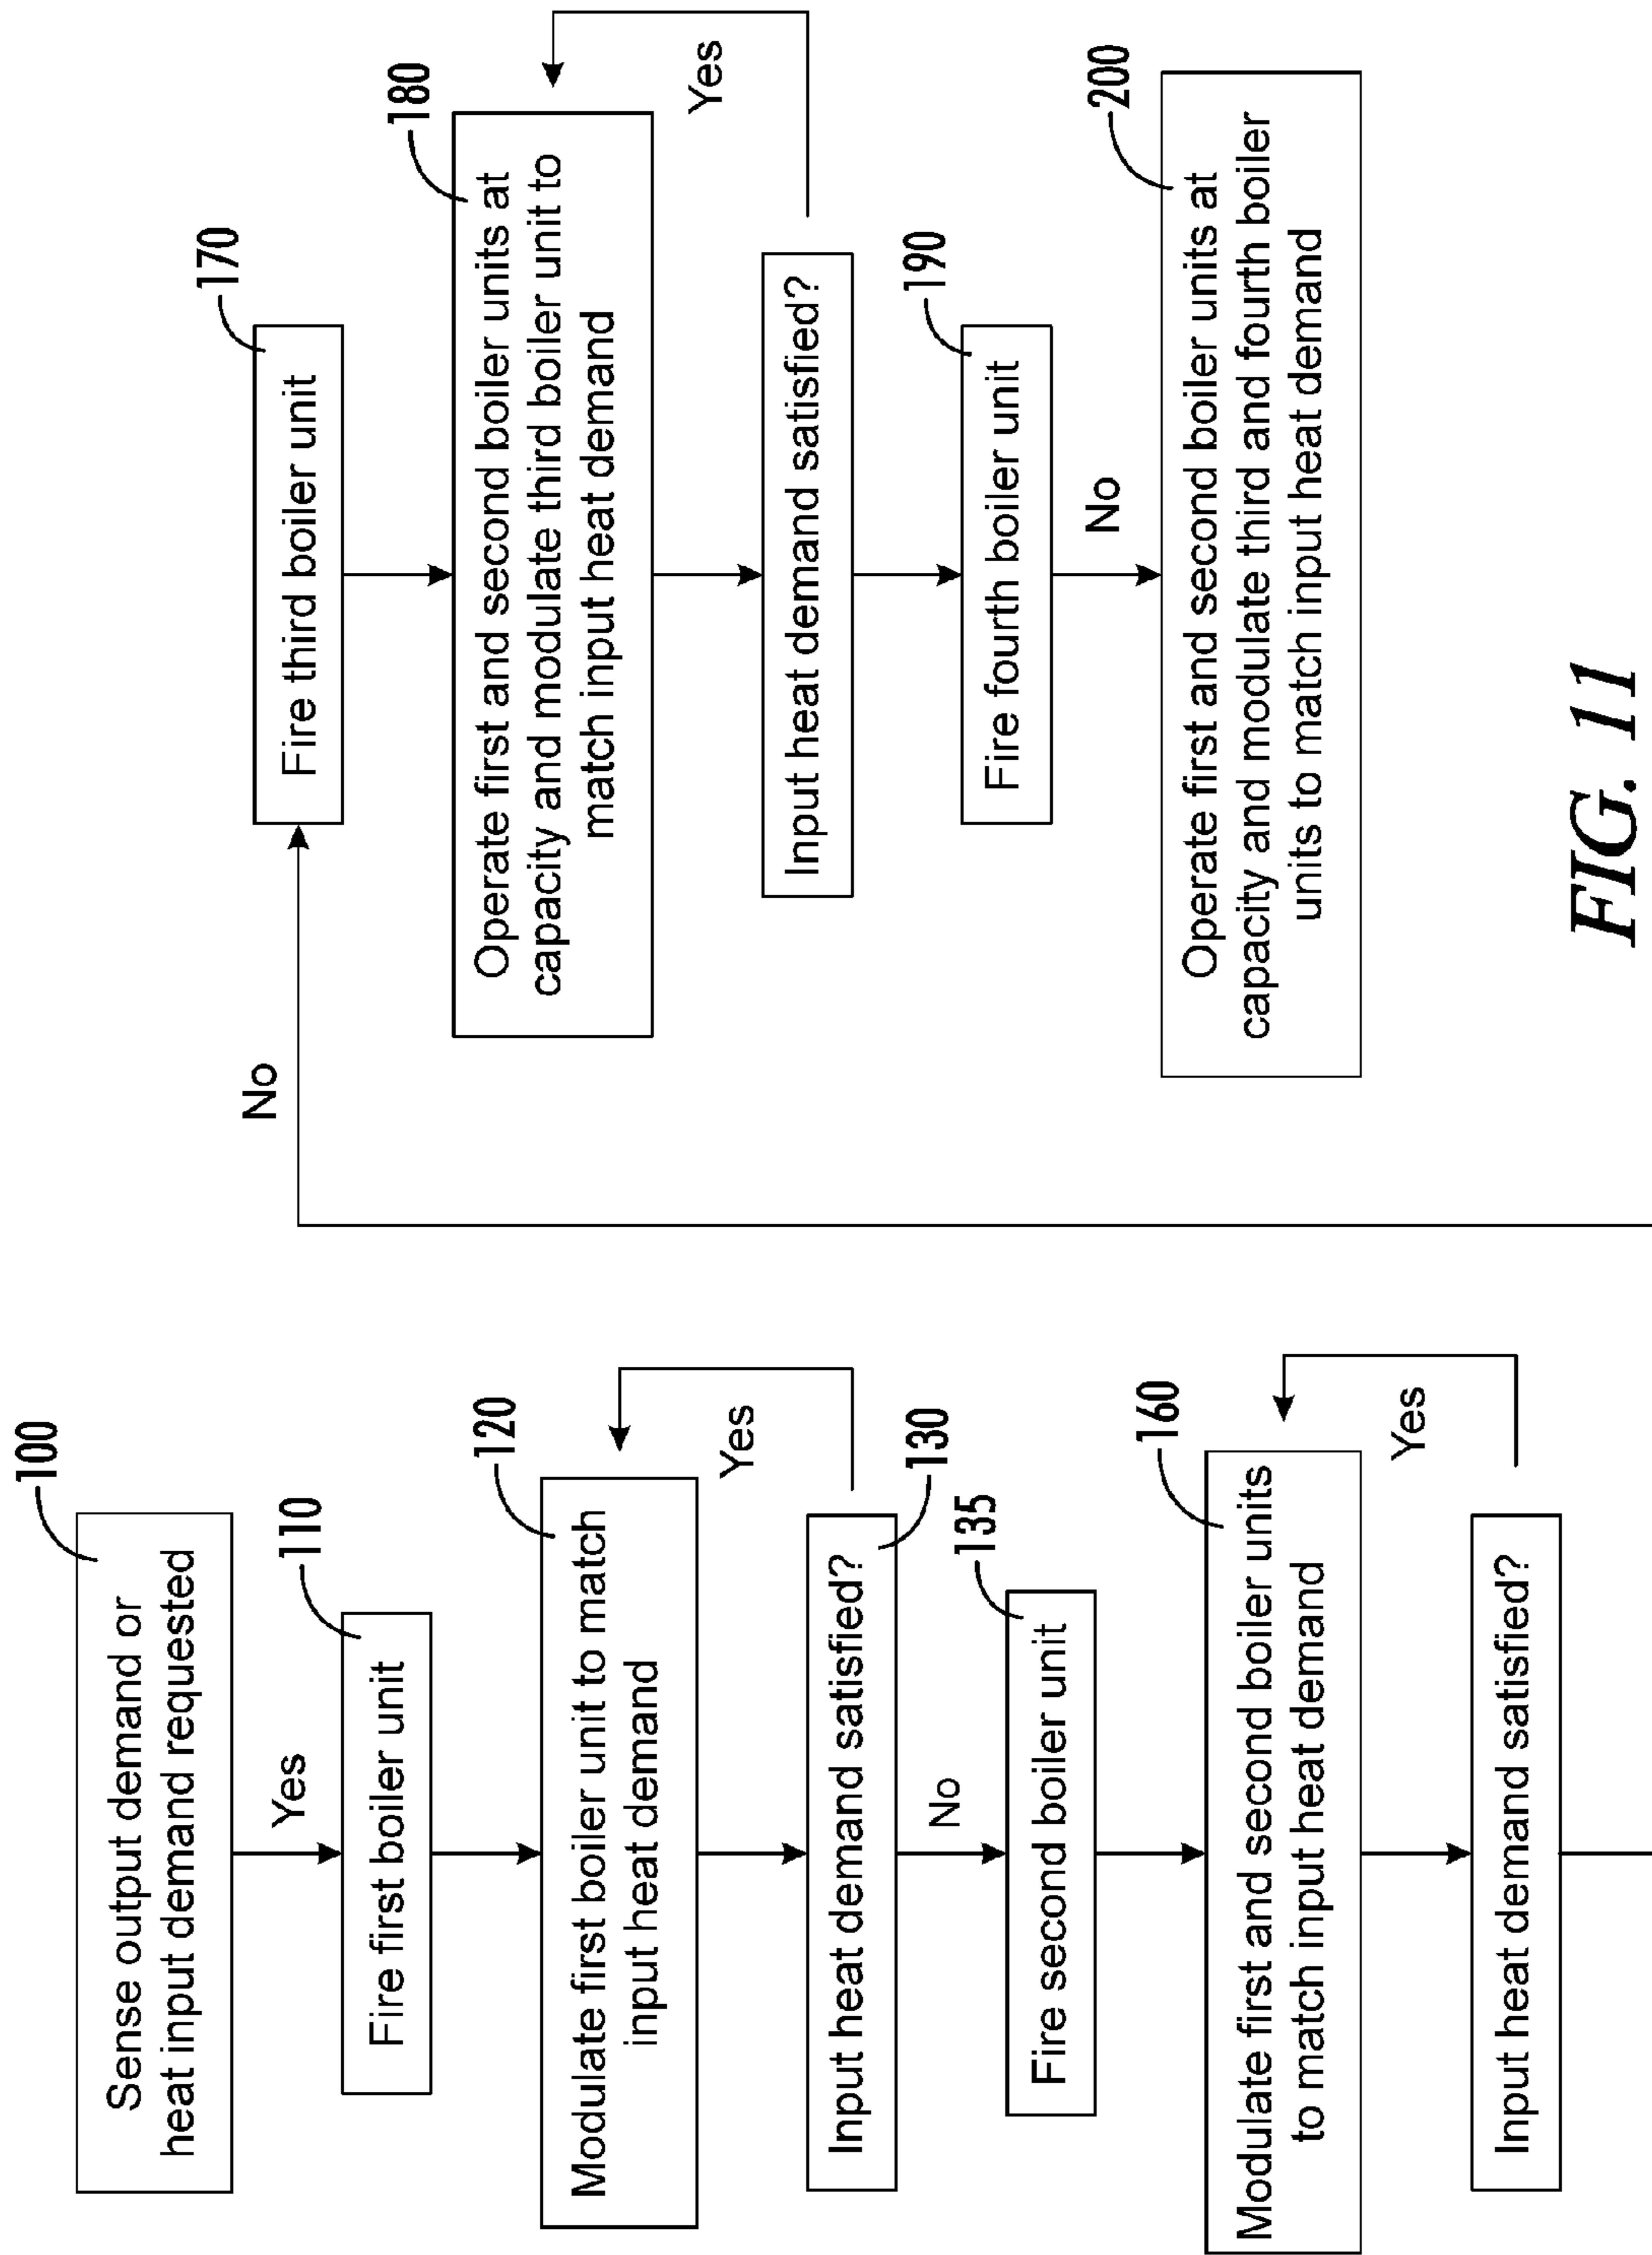 100
Sense output demand or
heat input demand requested
Yes
110
Fire first boiler unit
120
Modulate first boiler unit to match
input heat demand
Yes
130
Input heat demand satisfied?
No
135
Fire second boiler unit
160
Modulate first and second boiler units
to match input heat demand
Yes
Input heat demand satisfied?
No
170
Fire third boiler unit
180
Operate first and second boiler units at
capacity and modulate third boiler unit to
match input heat demand
Yes
Input heat demand satisfied?
190
Fire fourth boiler unit
No
200
Operate first and second boiler units at
capacity and modulate third and fourth boiler
units to match input heat demand
FIG. 11